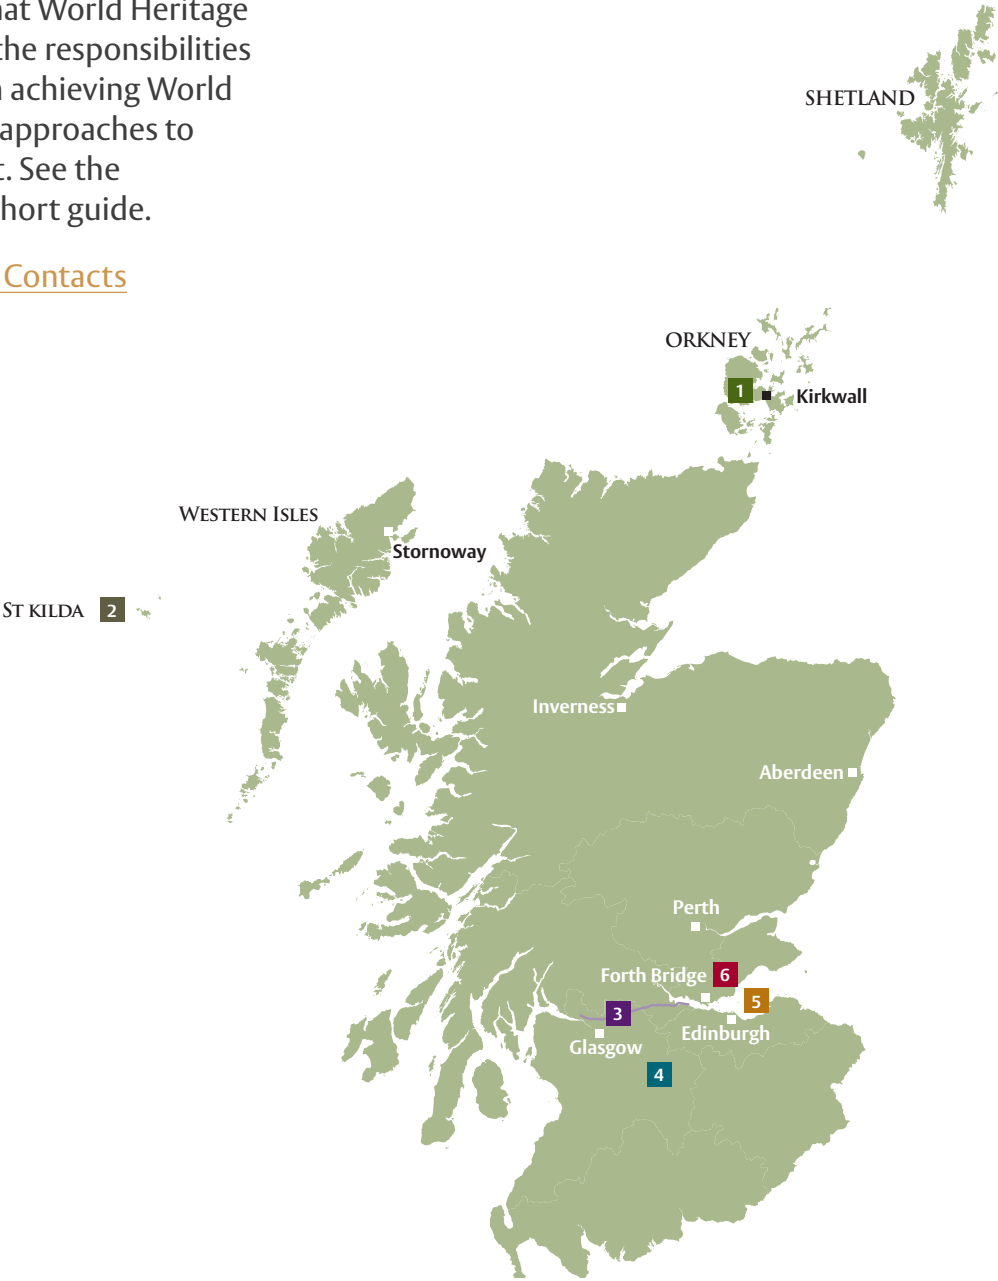 hat World Heritage
the responsibilities
achieving World
approaches to
t. See the
hort guide.
Contacts
SHETLAND
ORKNEY
1
Kirkwall
WESTERN ISLES
Stornoway
ST KILDA 2
Inverness
Aberdeen
Perth
Forth Bridge 6
5
3
Edinburgh
Glasgow
4